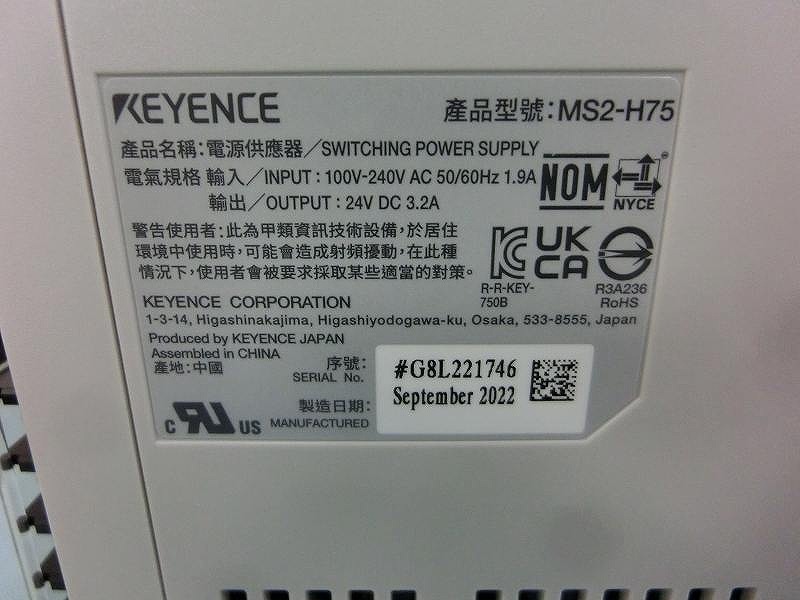 KEYENCE
產品型號:MS2-H75
產品名稱:電源供應器/SWITCHING POWER SUPPLY
電氣規格 輸入/INPUT : 100V-240V AC 50/60Hz 1.9A
輸出/OUTPUT : 24V DC 3.2A
NOM
NYCE
警告使用者:此為甲類資訊技術設備,於居住
環境中使用時,可能會造成射頻擾動,在此種
情況下,使用者會被要求採取某些適當的對策。
UK
CA
R-R-KEY-
750B
R3A236
RoHS
KEYENCE CORPORATION
1-3-14, Higashinakajima, Higashiyodogawa-ku, Osaka, 533-8555, Japan
Produced by KEYENCE JAPAN
Assembled in CHINA
產地:中國
序號:
SERIAL No.
#G8L221746
September 2022
製造日期:
MANUFACTURED
c RU US